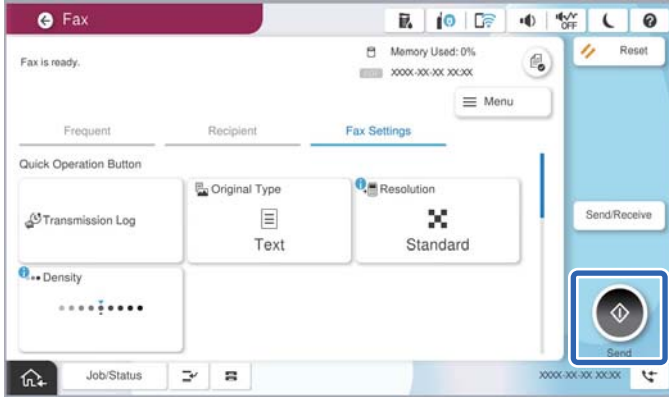 Fax
OFF
Fax is ready.
Memory Used: 0%
XXXX-XX-XX XX:XX
Reset
Menu
Frequent
Recipient
Fax Settings
Quick Operation Button
Transmission Log
Original Type
Text
Resolution
Standard
Send/Receive
Density
Send
Job/Status
XXXX-XX-XX XX:XX